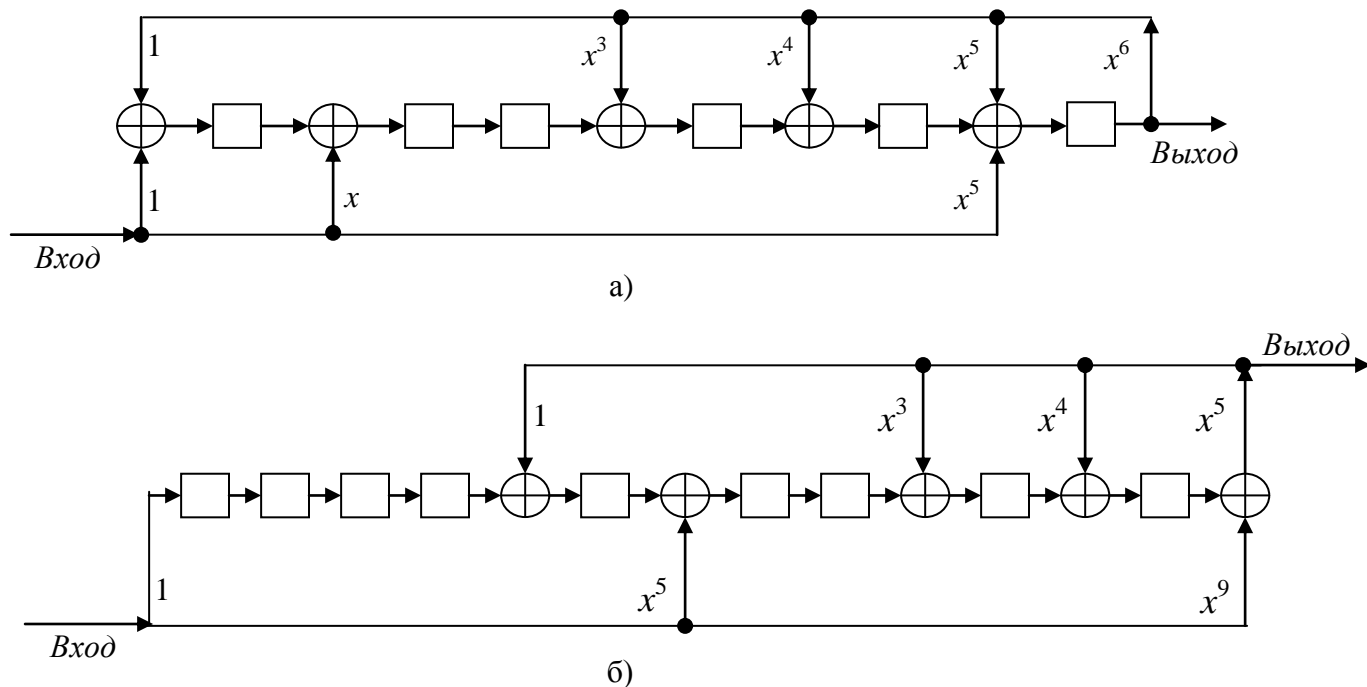 1 x³ x⁴ x⁵ x⁶
Выход
1 x x⁵
Вход
а)
Выход
1 x³ x⁴ x⁵
1 x⁵ x⁹
Вход
б)